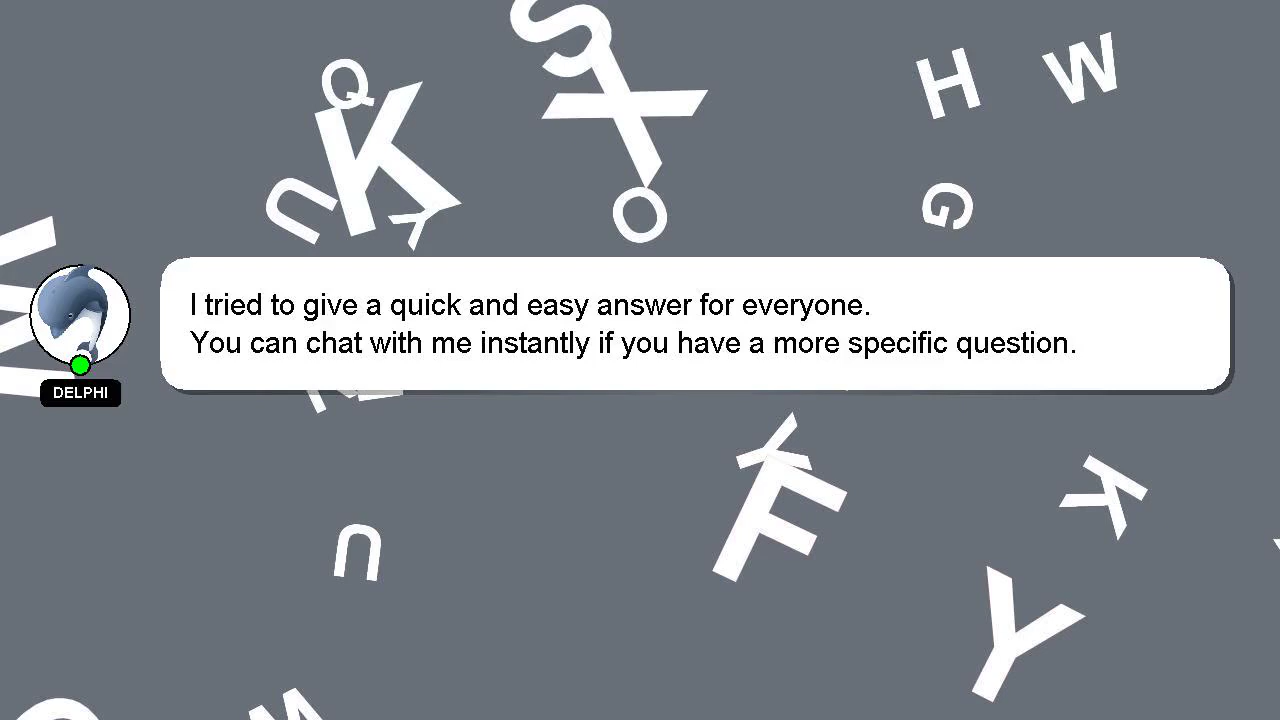 S
Q
H
W
K
X
U
Y
O
G
I tried to give a quick and easy answer for everyone.
You can chat with me instantly if you have a more specific question.
DELPHI
Y
F
K
U
Y
M